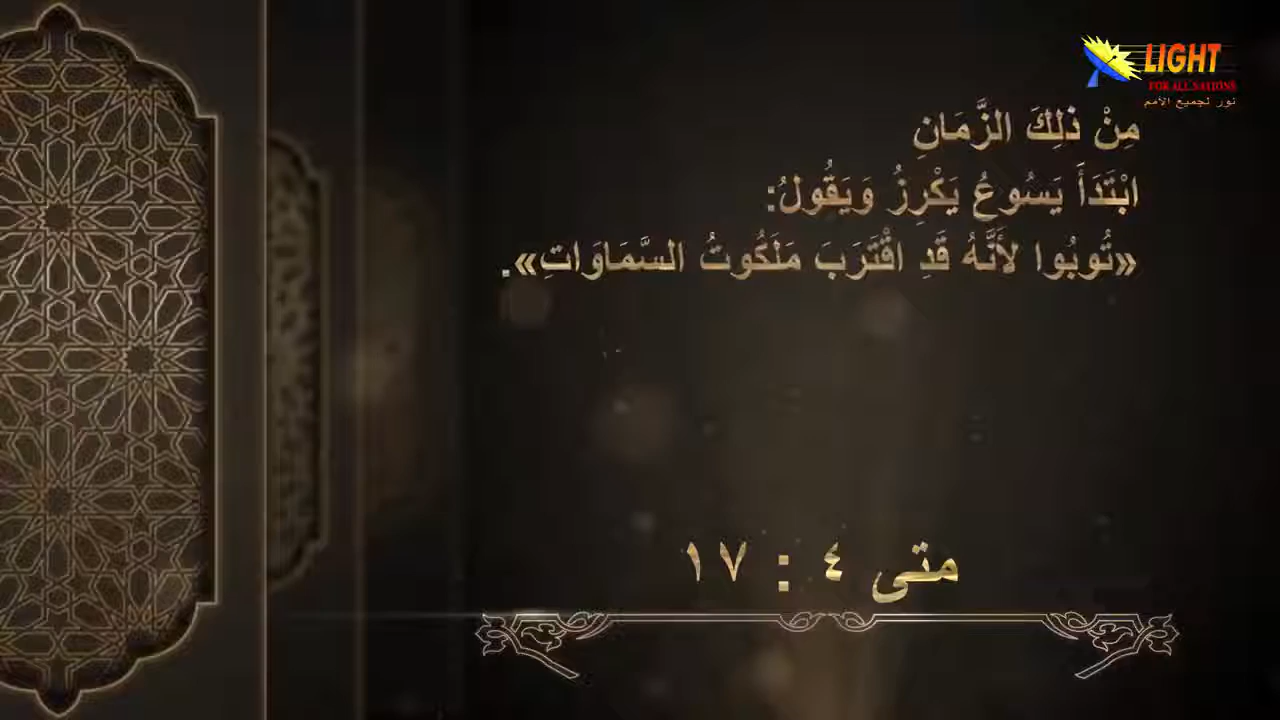 LIGHT
FOR ALL NATIONS
نور لجميع الأمم
مِنْ ذلِكَ الزَّمَانِ
ابْتَدَأَ يَسُوعُ يَكْرِزُ وَيَقُولُ:
«تُوبُوا لأَنَّهُ قَدِ اقْتَرَبَ مَلَكُوتُ السَّمَاوَاتِ».
متى ٤ : ١٧